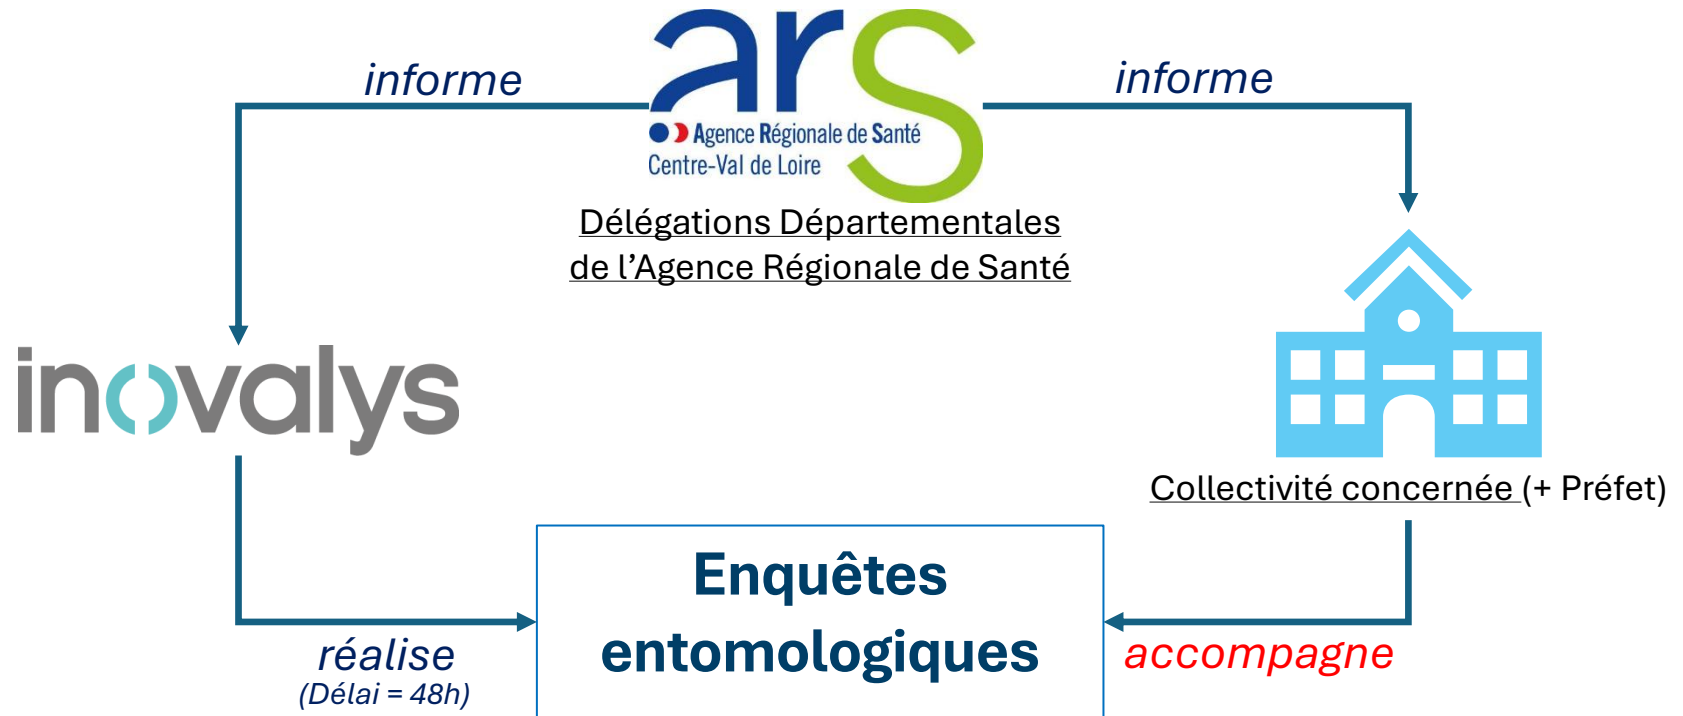 informe
ars
informe
Agence Régionale de Santé
Centre-Val de Loire
Délégations Départementales
de l’Agence Régionale de Santé
inovalys
Collectivité concernée (+ Préfet)
Enquêtes
entomologiques
réalise
(Délai = 48h)
accompagne